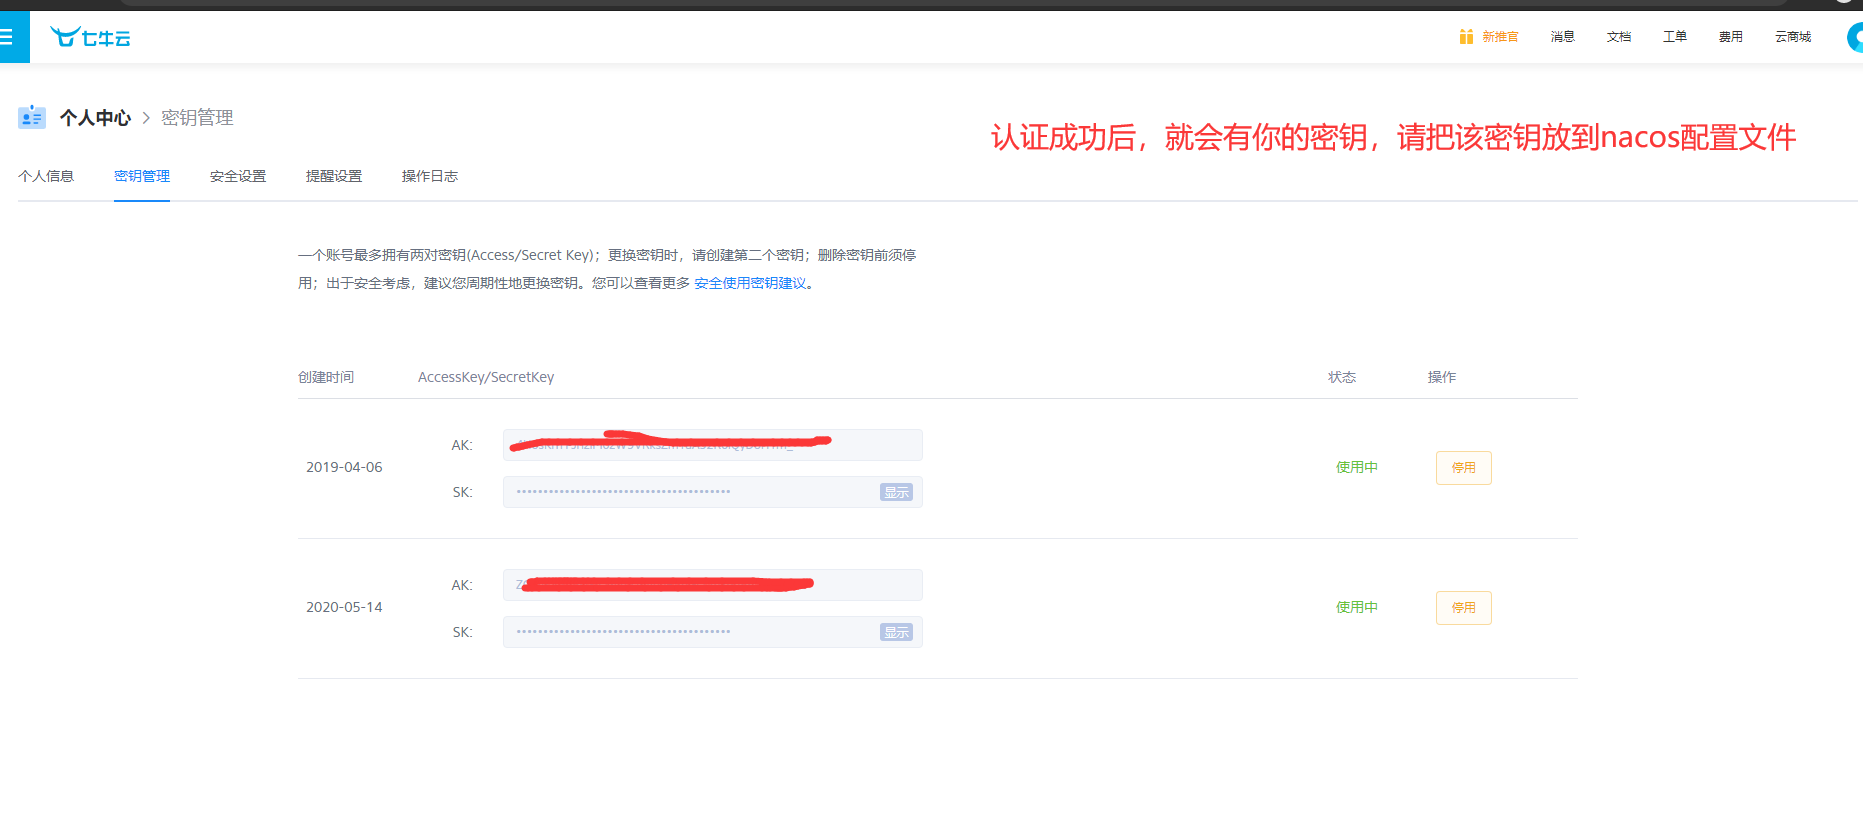 七牛云
新推官 消息 文档 工单 费用 云商城
个人中心 > 密钥管理
认证成功后，就会有你的密钥，请把该密钥放到nacos配置文件
个人信息 密钥管理 安全设置 提醒设置 操作日志
一个账号最多拥有两对密钥(Access/Secret Key)；更换密钥时，请创建第二个密钥；删除密钥前须停
用；出于安全考虑，建议您周期性地更换密钥。您可以查看更多 安全使用密钥建议。
创建时间 AccessKey/SecretKey 状态 操作
AK:
2019-04-06 使用中 停用
SK: •••••••••••••••••••••••••••••••••••••••• 显示
AK:
2020-05-14 使用中 停用
SK: •••••••••••••••••••••••••••••••••••••••• 显示